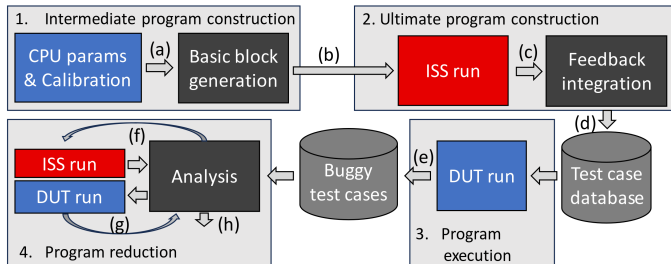 1. Intermediate program construction
CPU params
& Calibration
(a)
Basic block
generation
(b)
2. Ultimate program construction
ISS run
(c)
Feedback
integration
(d)
Test case
database
DUT run
3. Program
execution
(e)
Buggy
test cases
(f)
ISS run
DUT run
Analysis
(g)
(h)
4. Program reduction